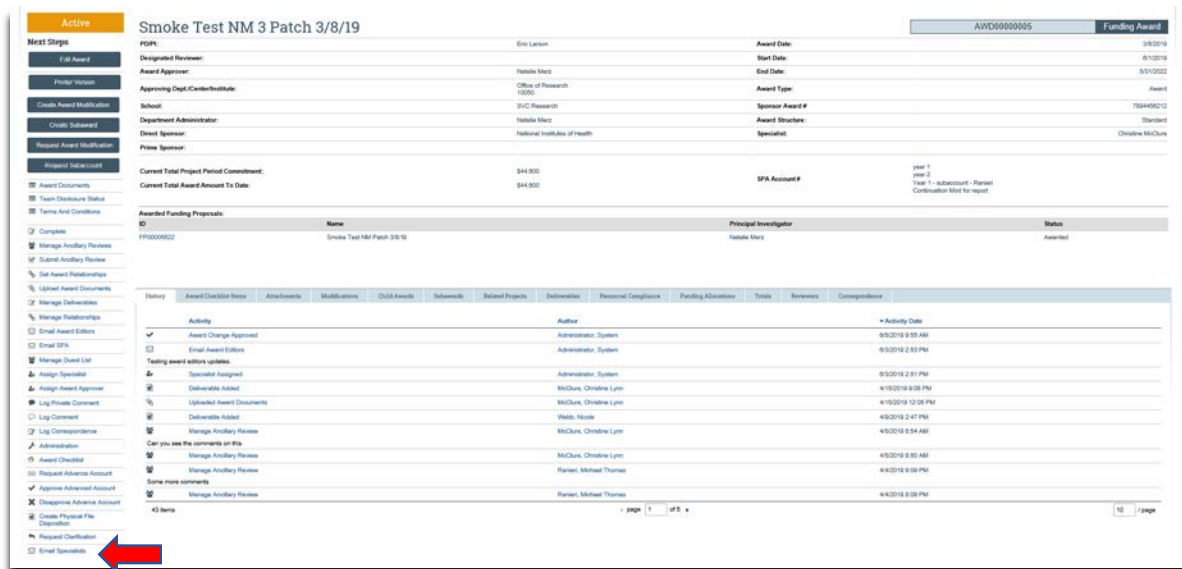 Active
Smoke Test NM 3 Patch 3/8/19
AWD00000005
Funding Award
Next Steps
Edit Award
Printer Version
Create Award Modification
Create Subaward
Request Award Modification
Request Subaccount
Award Documents
Team Disclosure Status
Terms And Conditions
Complete
Manage Ancillary Reviews
Submit Ancillary Review
Set Award Relationships
Upload Award Documents
Manage Deliverables
Manage Relationships
Email Award Editors
Email SPA
Manage Guest List
Assign Specialist
Assign Award Approver
Log Private Comment
Log Comment
Log Correspondence
Administration
Award Checklist
Request Advance Account
Approve Advanced Account
Disapprove Advance Account
Create Physical File
Disposition
Request Clarification
Email Specialists
PD/PI: Eric Larson Award Date: 3/8/2019
Designated Reviewer: Start Date: 6/1/2018
Award Approver: Natalie Merz End Date: 5/31/2022
Approving Dept./Center/Institute: Office of Research 10050 Award Type: Award
School: SVC Research Sponsor Award # 7894466212
Department Administrator: Natalie Merz Award Structure: Standard
Direct Sponsor: National Institutes of Health Specialist: Christine McClure
Prime Sponsor:
Current Total Project Period Commitment: $44,600
Current Total Award Amount To Date: $44,600
SPA Account #
year 1
year 2
Year 1 - subaccount - Ranieri
Continuation Mod for report
Awarded Funding Proposals:
ID Name Principal Investigator Status
FP00006822 Smoke Test NM Patch 3/8/19 Natalie Merz Awarded
History Award Checklist Items Attachments Modifications Child Awards Subawards Related Projects Deliverables Personnel Compliance Funding Allocations Totals Reviewers Correspondence
Activity Author Activity Date
Award Change Approved Administrator, System 6/5/2019 9:55 AM
Email Award Editors Administrator, System 6/3/2019 2:53 PM
Testing award editors updates
Specialist Assigned Administrator, System 6/3/2019 2:51 PM
Deliverable Added McClure, Christine Lynn 4/15/2019 9:08 PM
Uploaded Award Documents McClure, Christine Lynn 4/15/2019 12:06 PM
Deliverable Added Webb, Nicole 4/9/2019 2:47 PM
Manage Ancillary Review McClure, Christine Lynn 4/5/2019 8:54 AM
Can you see the comments on this
Manage Ancillary Review McClure, Christine Lynn 4/5/2019 8:50 AM
Manage Ancillary Review Ranieri, Michael Thomas 4/4/2019 9:09 PM
Some more comments
Manage Ancillary Review Ranieri, Michael Thomas 4/4/2019 8:09 PM
43 items page 1 of 5 10 / page